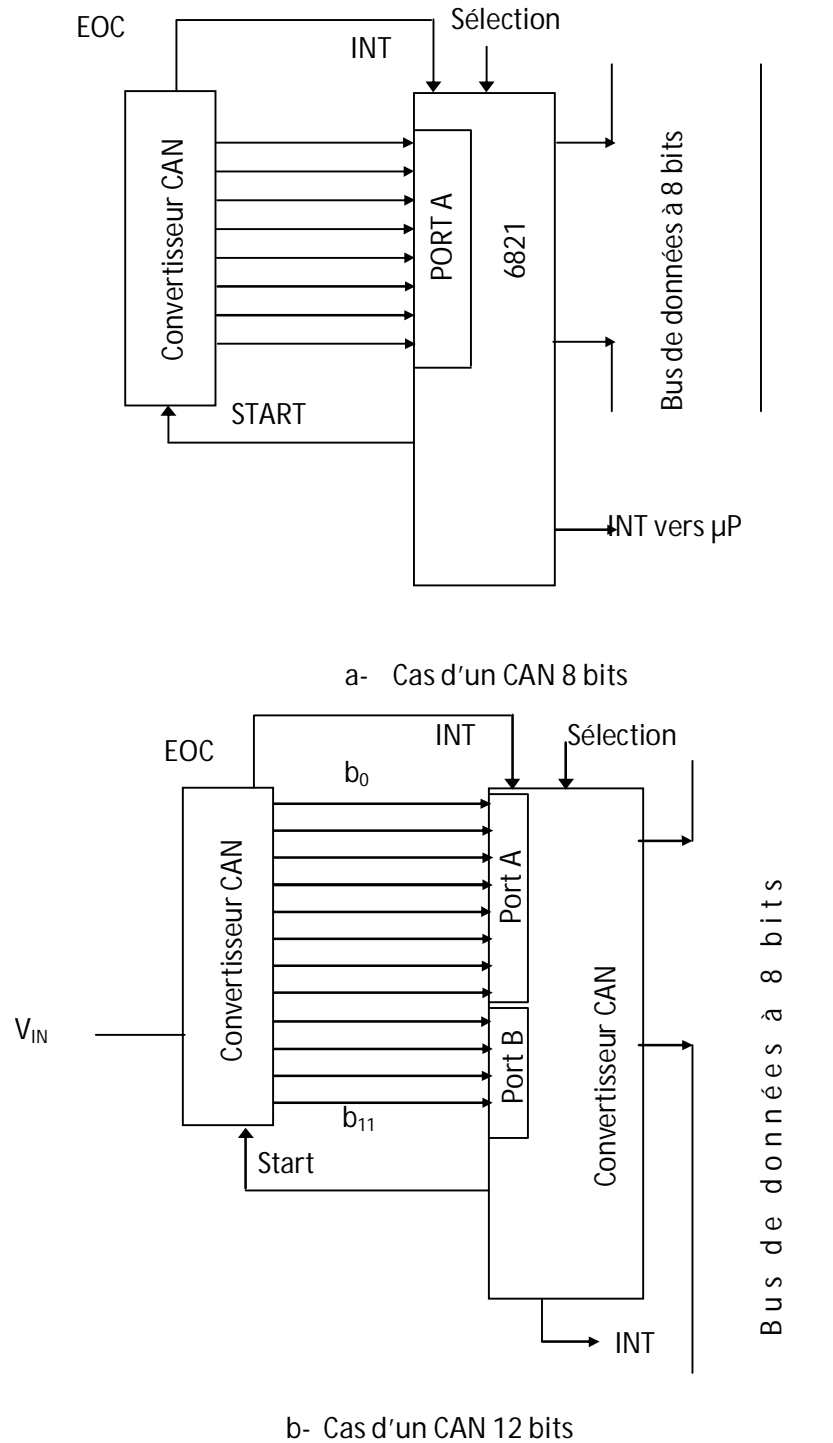 EOC
INT
Sélection
Convertisseur CAN
PORT A
6821
Bus de données à 8 bits
START
INT vers µP
a- Cas d'un CAN 8 bits
EOC
INT
Sélection
b₀
Convertisseur CAN
Port A
Port B
Convertisseur CAN
V_IN
b₁₁
Start
Bus de données à 8 bits
INT
b- Cas d'un CAN 12 bits